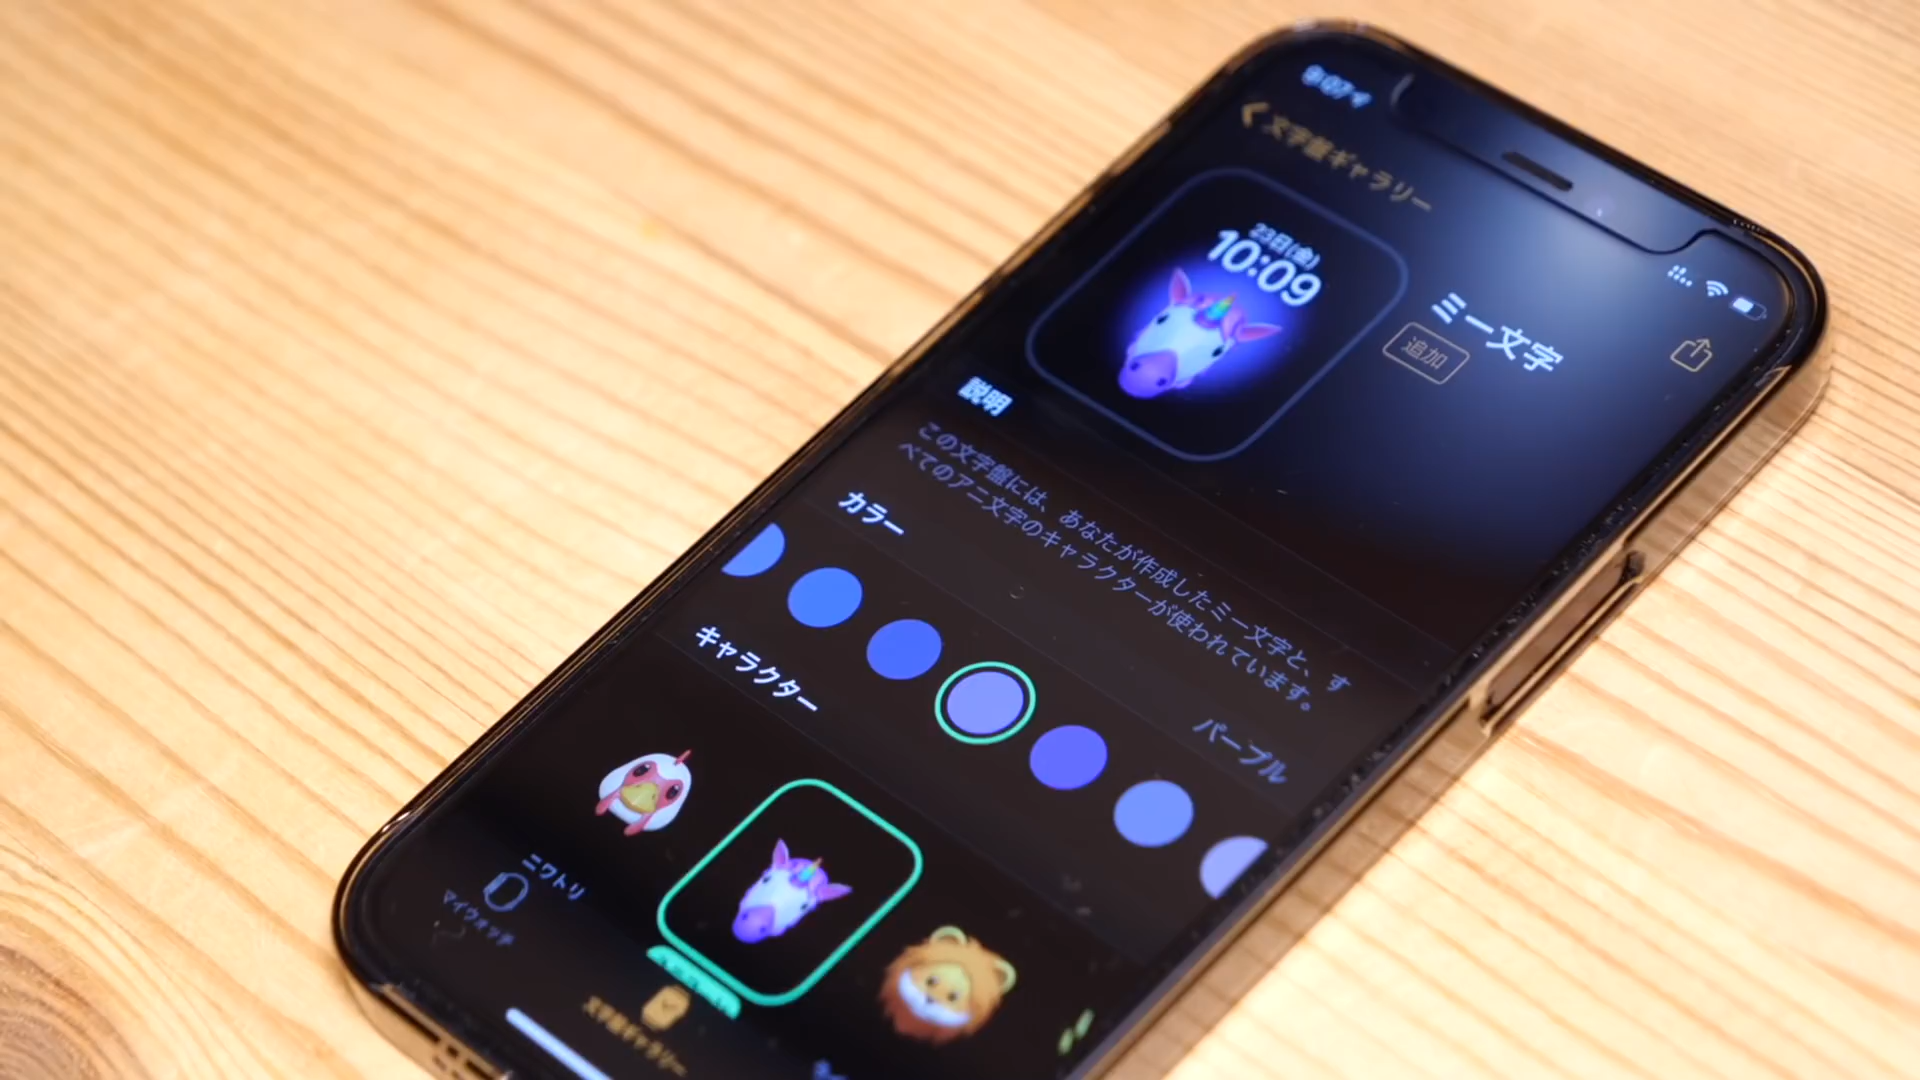 9:07
文字盤ギャラリー
23日(金)
10:09
ミー文字
追加
説明
この文字盤には、あなたが作成したミー文字と、す
べてのアニ文字のキャラクターが使われています。
カラー
パープル
キャラクター
ニワトリ
マイウォッチ
文字盤ギャラリー